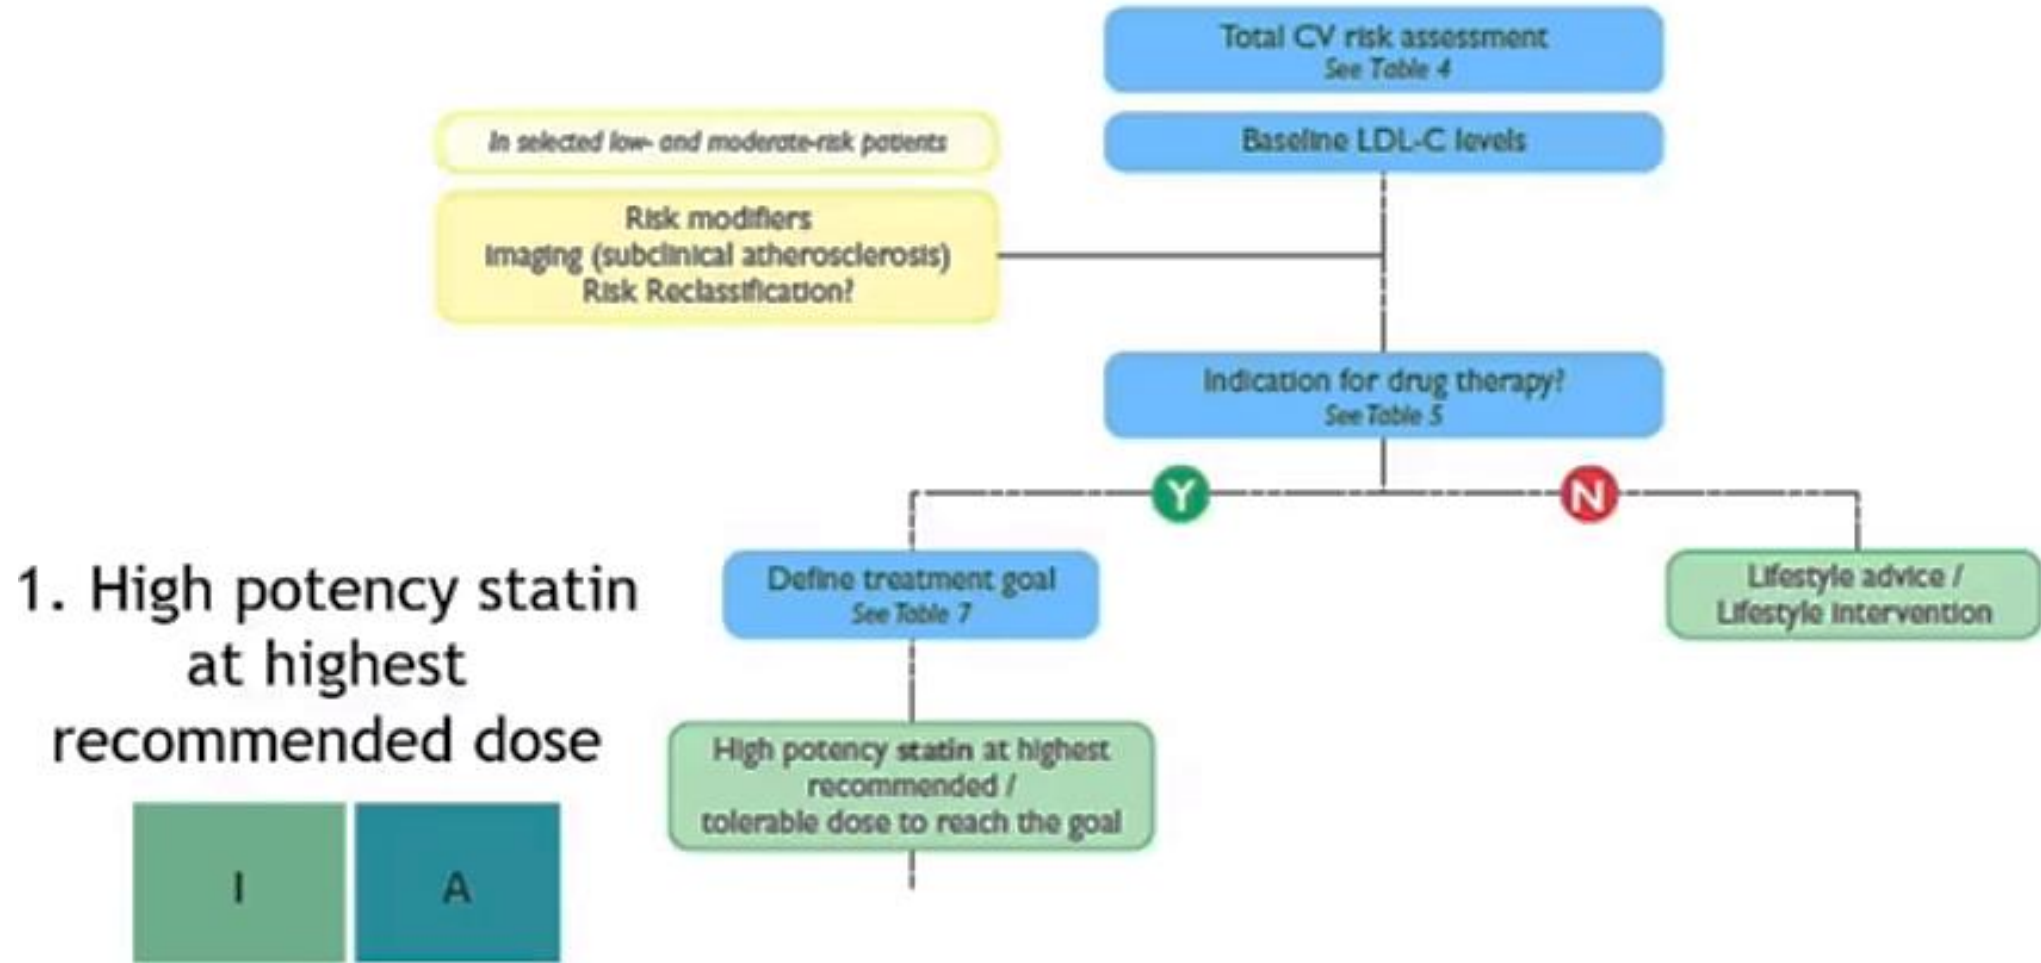 Total CV risk assessment
See Table 4
In selected low- and moderate-risk patients
Baseline LDL-C levels
Risk modifiers
Imaging (subclinical atherosclerosis)
Risk Reclassification?
Indication for drug therapy?
See Table 5
Y
N
1. High potency statin
at highest
recommended dose
Define treatment goal
See Table 7
Lifestyle advice /
Lifestyle intervention
High potency statin at highest
recommended /
tolerable dose to reach the goal
I
A